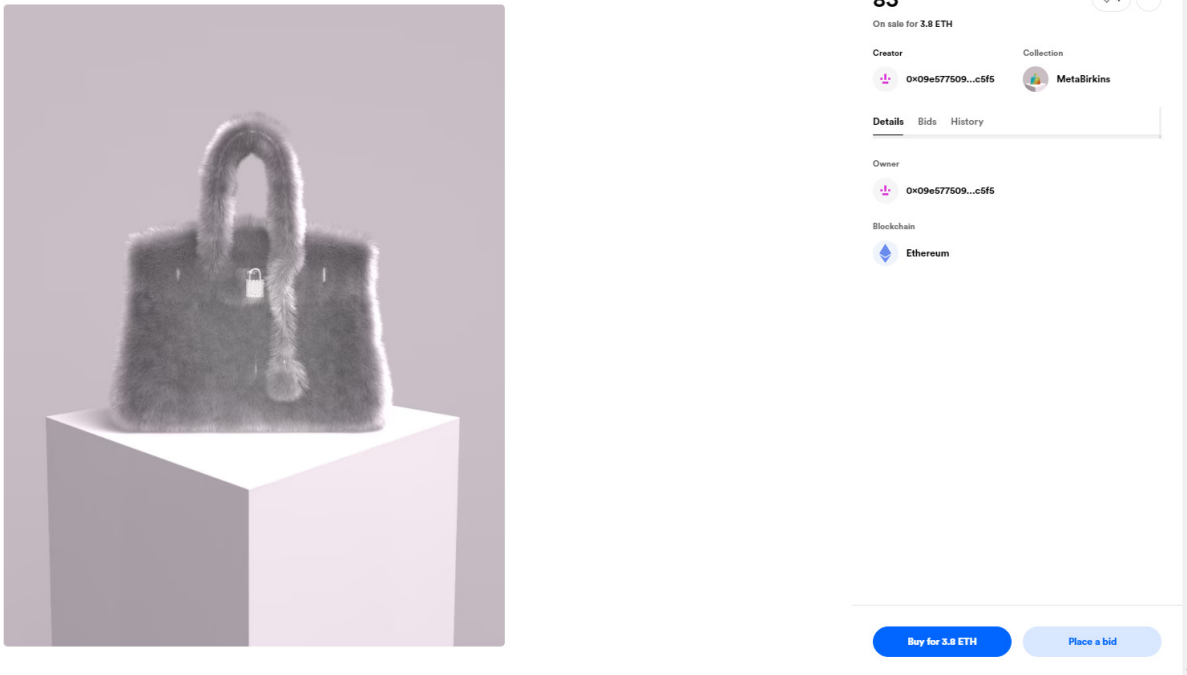 On sale for 3.8 ETH
Creator
Collection
0x09e577509...c5f5
MetaBirkins
Details Bids History
Owner
0x09e577509...c5f5
Blockchain
Ethereum
Buy for 3.8 ETH
Place a bid